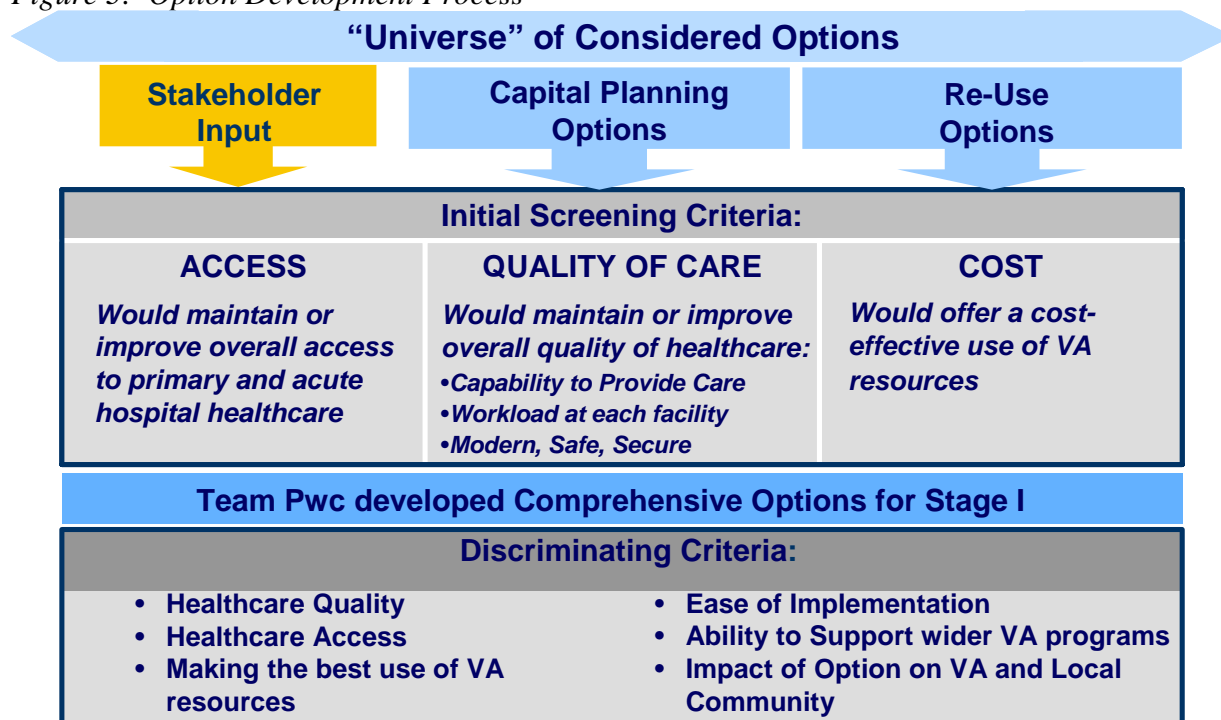 Figure 3: Option Development Process
“Universe” of Considered Options
Stakeholder
Input
Capital Planning
Options
Re-Use
Options
Initial Screening Criteria:
ACCESS
Would maintain or
improve overall access
to primary and acute
hospital healthcare
QUALITY OF CARE
Would maintain or improve
overall quality of healthcare:
•Capability to Provide Care
•Workload at each facility
•Modern, Safe, Secure
COST
Would offer a cost-
effective use of VA
resources
Team Pwc developed Comprehensive Options for Stage I
Discriminating Criteria:
• Healthcare Quality
• Healthcare Access
• Making the best use of VA
resources
• Ease of Implementation
• Ability to Support wider VA programs
• Impact of Option on VA and Local
Community